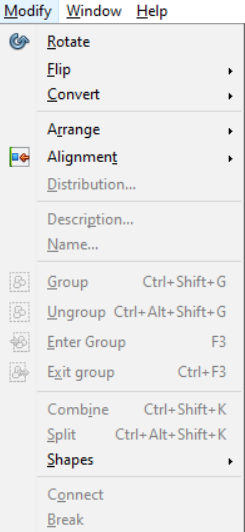 Modify Window Help
Rotate
Flip
Convert
Arrange
Alignment
Distribution...
Description...
Name...
Group Ctrl+Shift+G
Ungroup Ctrl+Alt+Shift+G
Enter Group F3
Exit group Ctrl+F3
Combine Ctrl+Shift+K
Split Ctrl+Alt+Shift+K
Shapes
Connect
Break